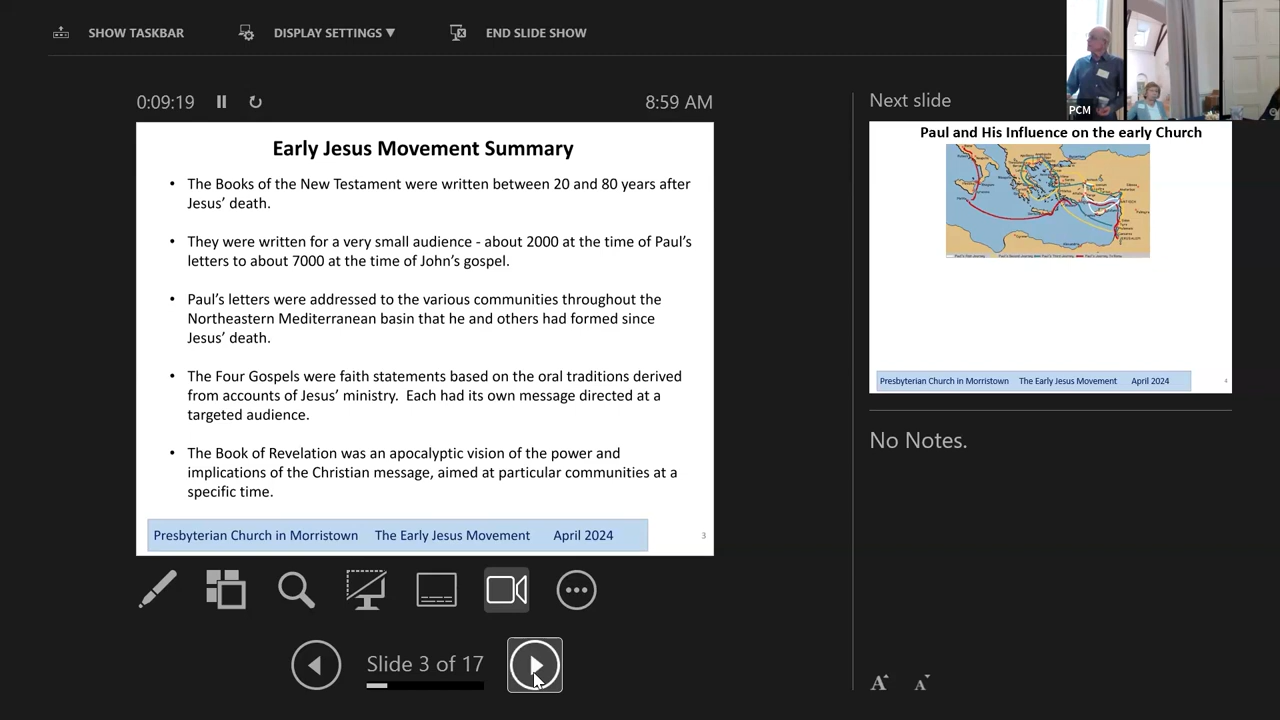 SHOW TASKBAR
DISPLAY SETTINGS ▼
END SLIDE SHOW
PCM
0:09:19
8:59 AM
Early Jesus Movement Summary
• The Books of the New Testament were written between 20 and 80 years after
Jesus’ death.
• They were written for a very small audience - about 2000 at the time of Paul’s
letters to about 7000 at the time of John’s gospel.
• Paul’s letters were addressed to the various communities throughout the
Northeastern Mediterranean basin that he and others had formed since
Jesus’ death.
• The Four Gospels were faith statements based on the oral traditions derived
from accounts of Jesus’ ministry.  Each had its own message directed at a
targeted audience.
• The Book of Revelation was an apocalyptic vision of the power and
implications of the Christian message, aimed at particular communities at a
specific time.
Presbyterian Church in Morristown The Early Jesus Movement April 2024
3
Slide 3 of 17
Next slide
Paul and His Influence on the early Church
Presbyterian Church in Morristown The Early Jesus Movement April 2024
4
No Notes.
A A